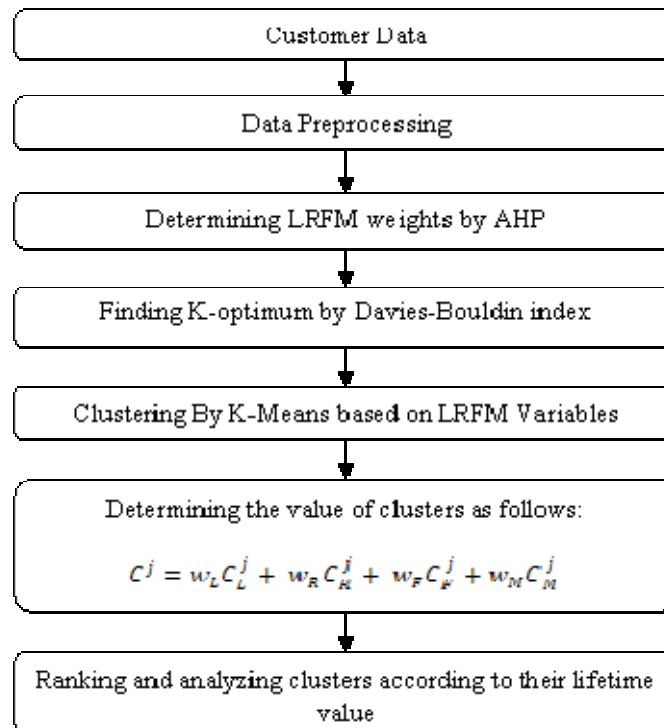 Customer Data
Data Preprocessing
Determining LRFM weights by AHP
Finding K-optimum by Davies-Bouldin index
Clustering By K-Means based on LRFM Variables
Determining the value of clusters as follows:
C^j = w_L C_L^j + w_R C_R^j + w_F C_F^j + w_M C_M^j
Ranking and analyzing clusters according to their lifetime
value